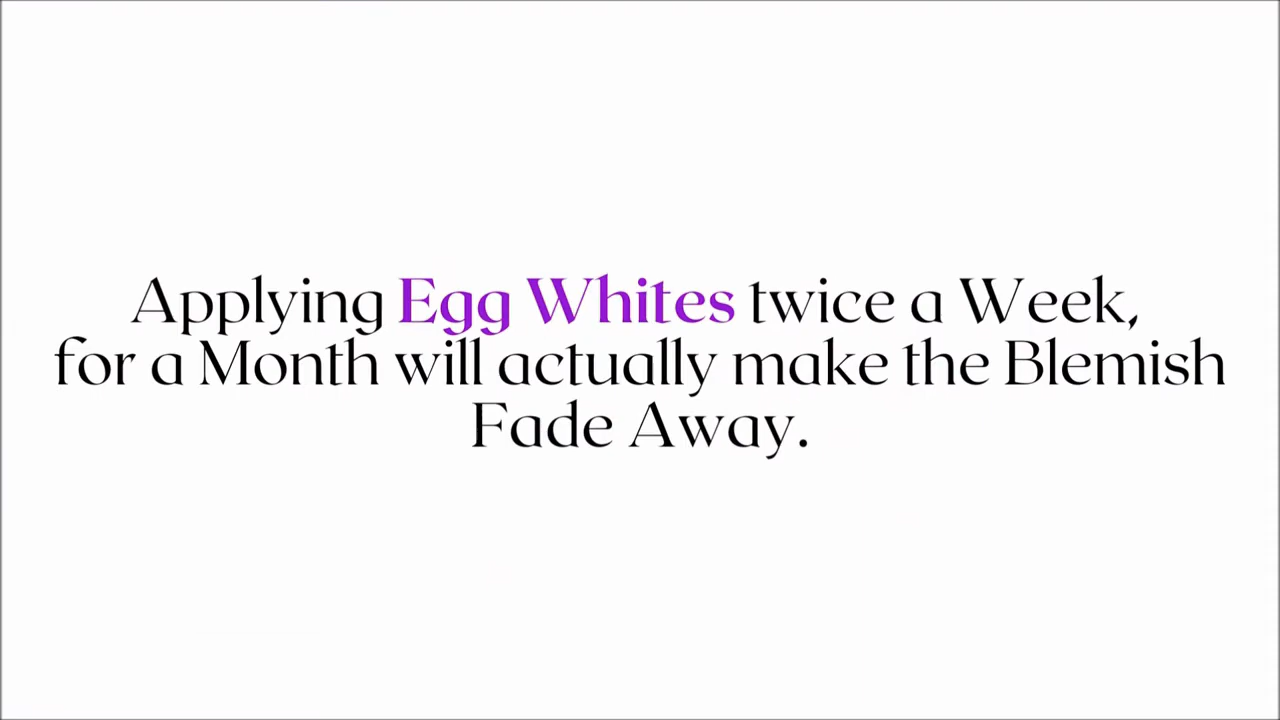 Applying Egg Whites twice a Week,
for a Month will actually make the Blemish
Fade Away.